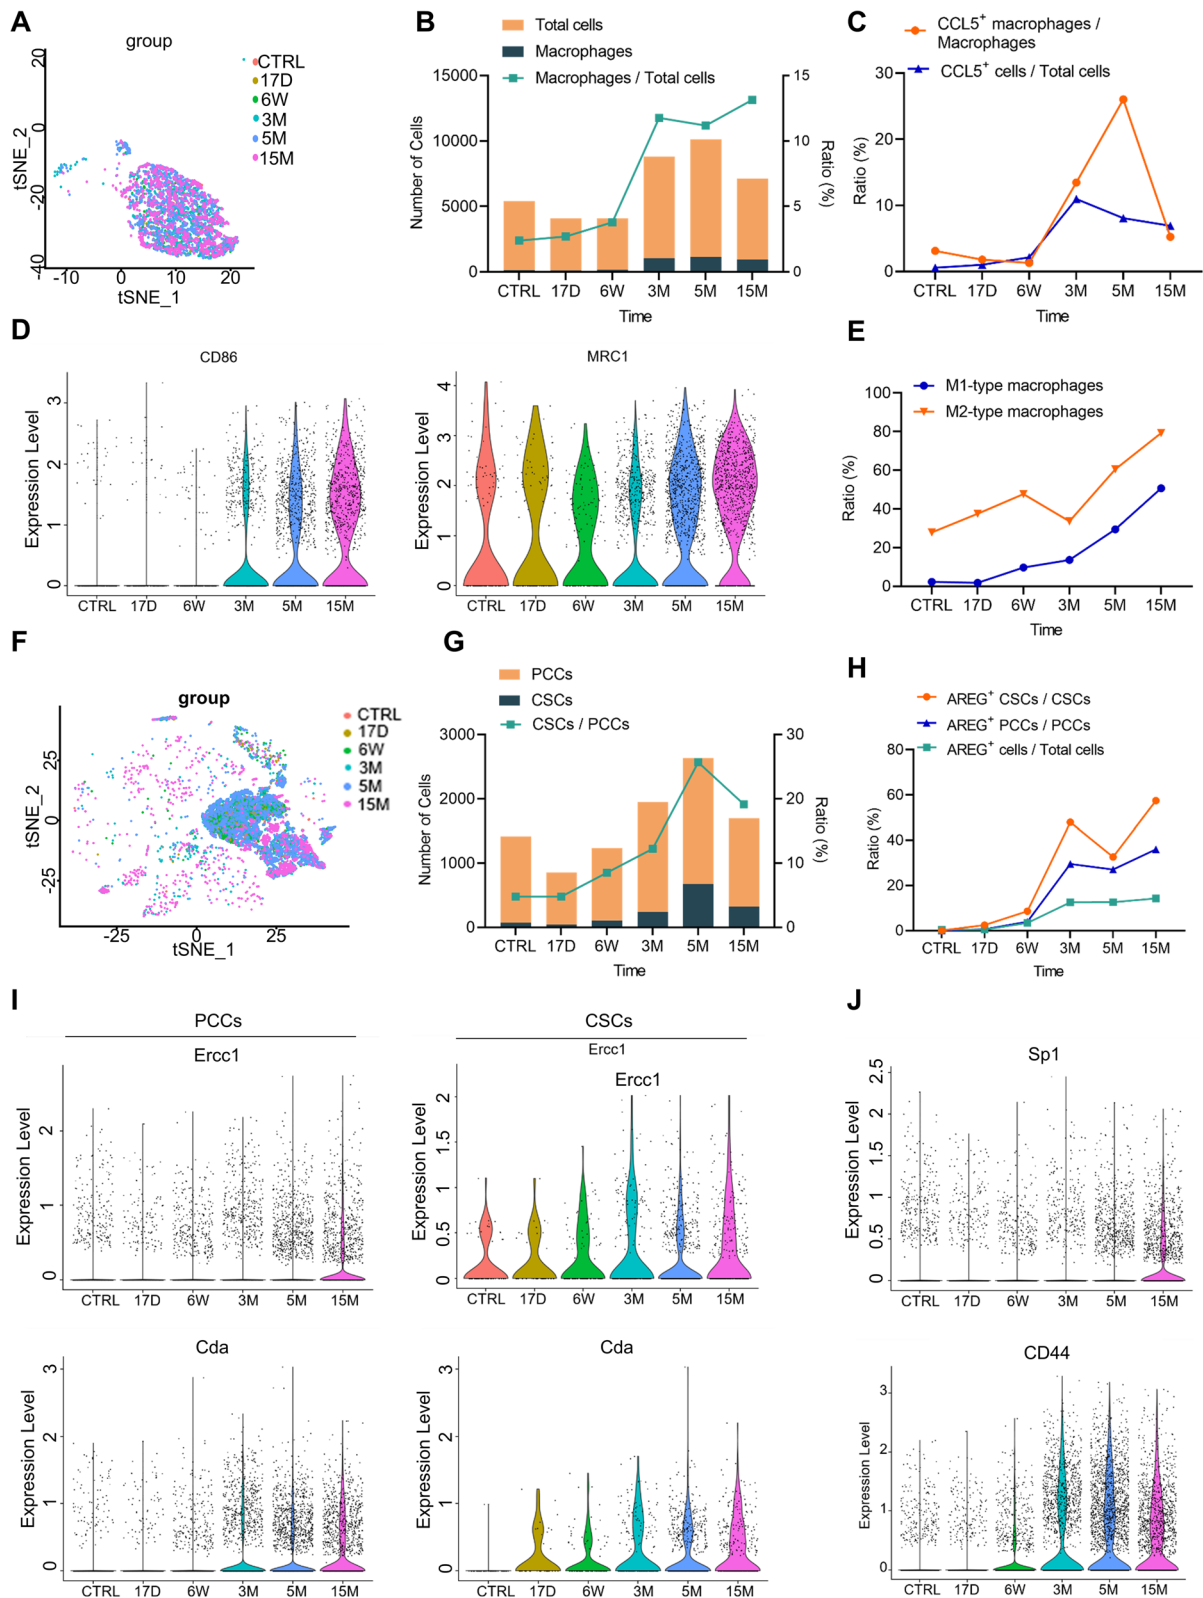 A
group
CTRL
17D
6W
3M
5M
15M
tSNE_2
20
0
-20
-40
-10
0
10
20
tSNE_1
B
Total cells
Macrophages
Macrophages / Total cells
Number of Cells
15000
10000
5000
0
15
10
5
0
Ratio (%)
CTRL 17D 6W 3M 5M 15M
Time
C
CCL5+ macrophages /
Macrophages
CCL5+ cells / Total cells
Ratio (%)
30
20
10
0
CTRL 17D 6W 3M 5M 15M
Time
D
CD86
Expression Level
3
2
1
0
CTRL 17D 6W 3M 5M 15M
MRC1
Expression Level
4
3
2
1
0
CTRL 17D 6W 3M 5M 15M
E
M1-type macrophages
M2-type macrophages
Ratio (%)
100
80
60
40
20
0
CTRL 17D 6W 3M 5M 15M
Time
F
group
CTRL
17D
6W
3M
5M
15M
tSNE_2
25
0
-25
-25
0
25
tSNE_1
G
PCCs
CSCs
CSCs / PCCs
Number of Cells
3000
2000
1000
0
30
20
10
0
Ratio (%)
CTRL 17D 6W 3M 5M 15M
Time
H
AREG+ CSCs / CSCs
AREG+ PCCs / PCCs
AREG+ cells / Total cells
Ratio (%)
80
60
40
20
0
CTRL 17D 6W 3M 5M 15M
Time
I
PCCs
Ercc1
Expression Level
2
1
0
CTRL 17D 6W 3M 5M 15M
CSCs
Ercc1
Ercc1
Expression Level
2
1.5
1
0.5
0
CTRL 17D 6W 3M 5M 15M
J
Sp1
Expression Level
2.5
2
1.5
1
0.5
0
CTRL 17D 6W 3M 5M 15M
Cda
Expression Level
3
2
1
0
CTRL 17D 6W 3M 5M 15M
Cda
Expression Level
3
2
1
0
CTRL 17D 6W 3M 5M 15M
CD44
Expression Level
3
2
1
0
CTRL 17D 6W 3M 5M 15M